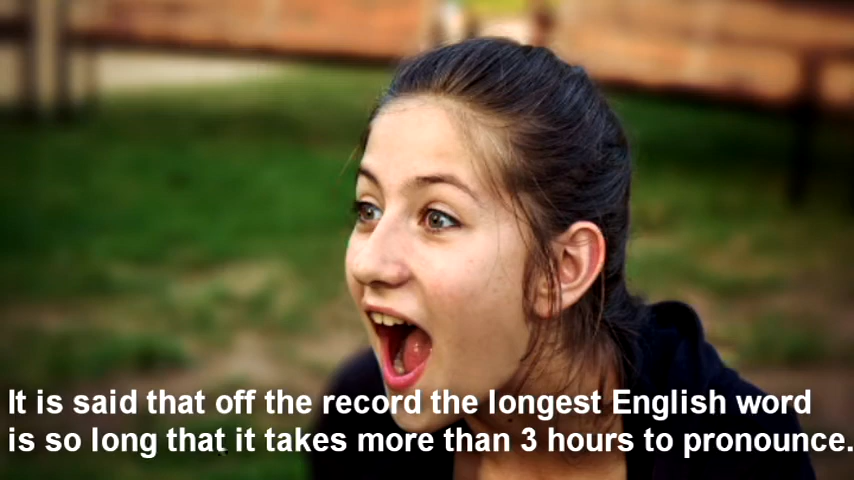 It is said that off the record the longest English word
is so long that it takes more than 3 hours to pronounce.